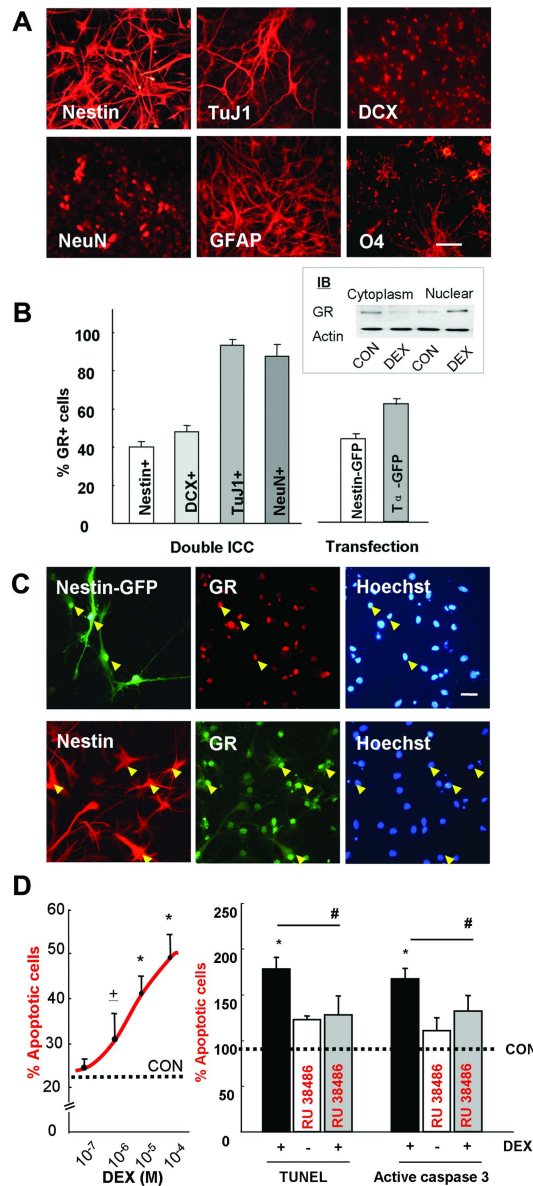 A
Nestin
TuJ1
DCX
NeuN
GFAP
O4
B
IB
Cytoplasm Nuclear
GR
Actin
CON DEX CON DEX
% GR+ cells
100
80
60
40
20
0
Nestin+
DCX+
TuJ1+
NeuN+
Nestin-GFP
Tα-GFP
Double ICC
Transfection
C
Nestin-GFP
GR
Hoechst
Nestin
GR
Hoechst
D
% Apoptotic cells
60
50
40
30
20
0
+
*
*
CON
10-7
10-6
10-5
10-4
DEX (M)
% Apoptotic cells
250
200
150
100
50
0
*
#
*
#
CON
RU 38486
RU 38486
RU 38486
RU 38486
+ - + + - + DEX
TUNEL
Active caspase 3